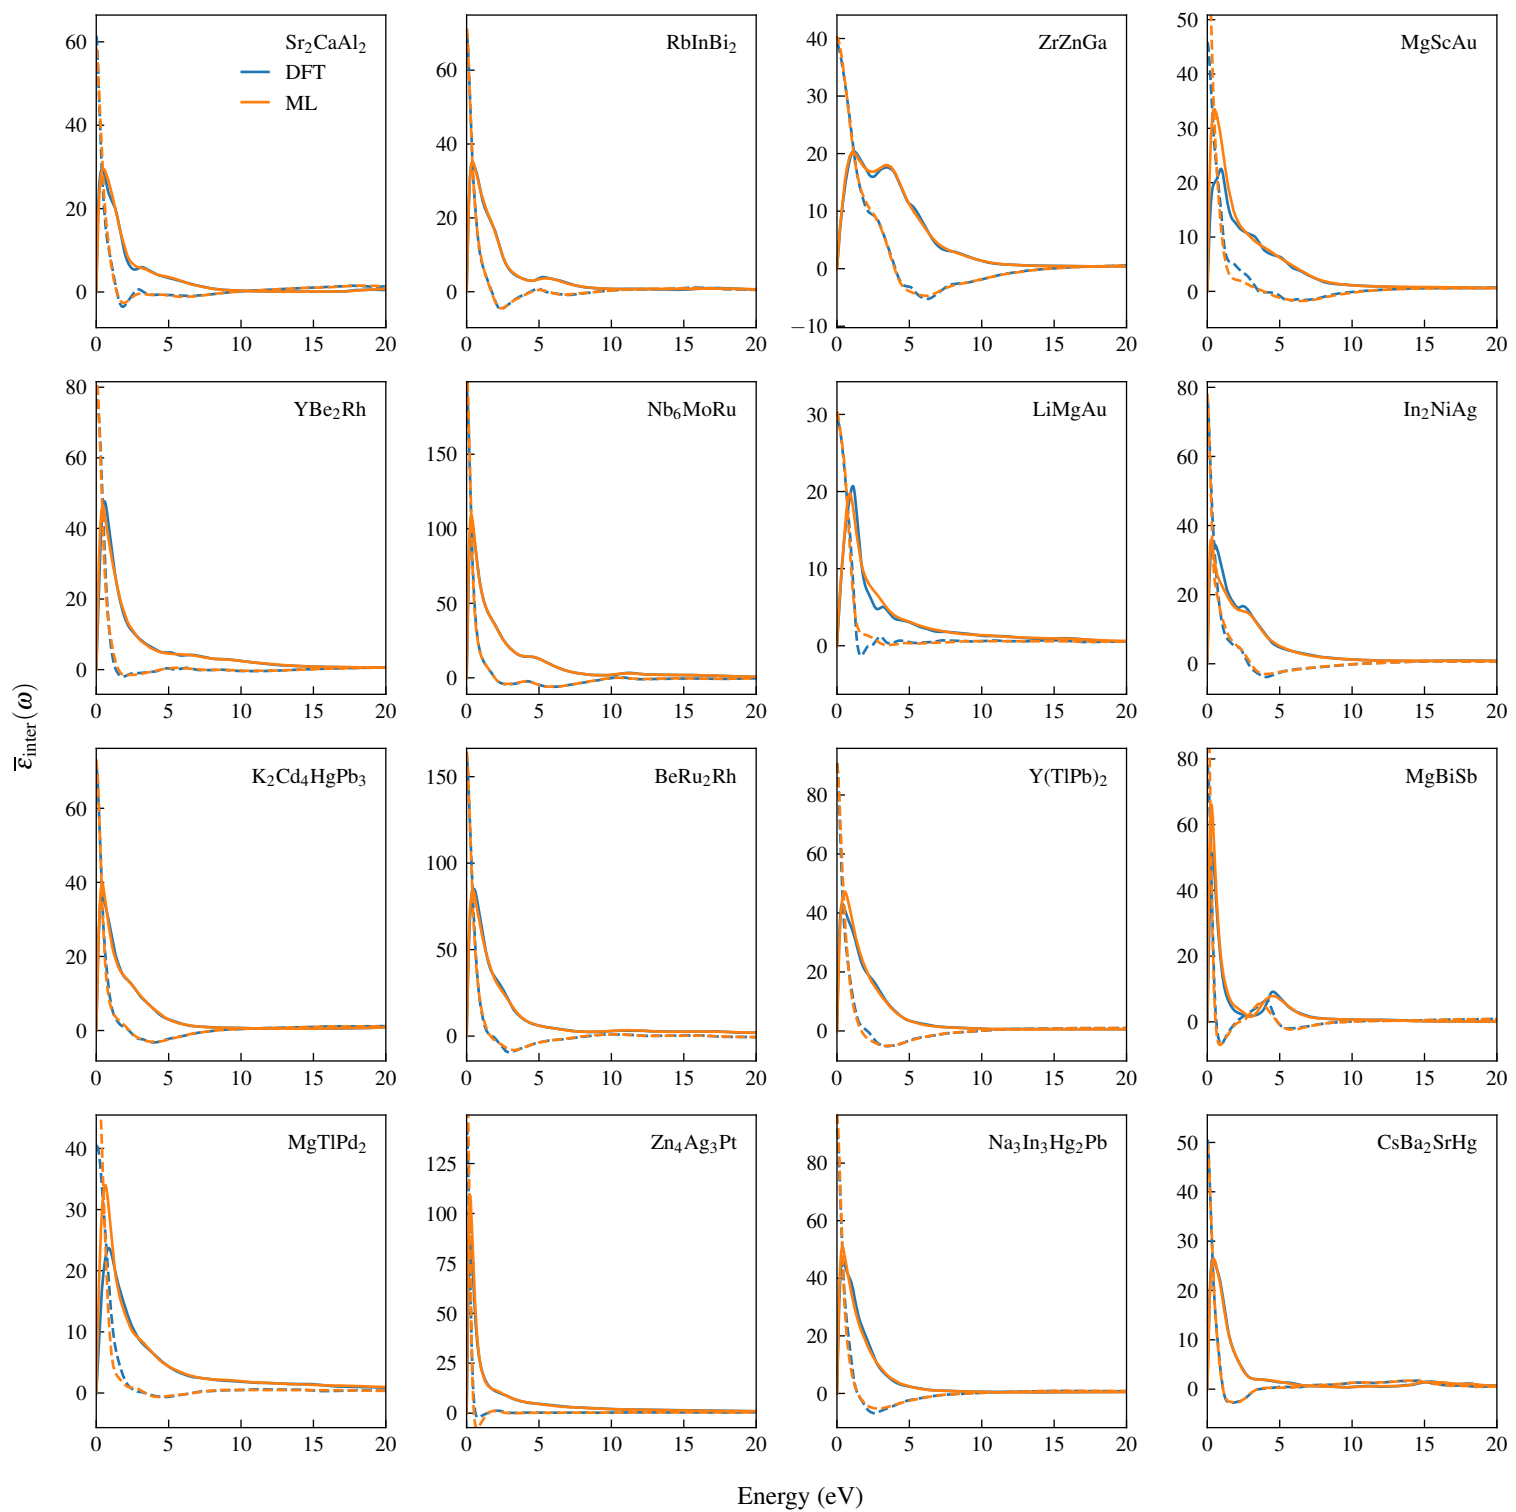 Sr₂CaAl₂
DFT
ML
60
40
20
0
0 5 10 15 20
RbInBi₂
60
40
20
0
0 5 10 15 20
ZrZnGa
40
30
20
10
0
−10
0 5 10 15 20
MgScAu
50
40
30
20
10
0
0 5 10 15 20
YBe₂Rh
80
60
40
20
0
0 5 10 15 20
Nb₆MoRu
150
100
50
0
0 5 10 15 20
LiMgAu
30
20
10
0
0 5 10 15 20
In₂NiAg
80
60
40
20
0
0 5 10 15 20
K₂Cd₄HgPb₃
60
40
20
0
0 5 10 15 20
BeRu₂Rh
150
100
50
0
0 5 10 15 20
Y(TlPb)₂
80
60
40
20
0
0 5 10 15 20
MgBiSb
80
60
40
20
0
0 5 10 15 20
MgTlPd₂
40
30
20
10
0
0 5 10 15 20
Zn₄Ag₃Pt
125
100
75
50
25
0
0 5 10 15 20
Na₃In₃Hg₂Pb
80
60
40
20
0
0 5 10 15 20
CsBa₂SrHg
50
40
30
20
10
0
0 5 10 15 20
ε̅inter(ω)
Energy (eV)